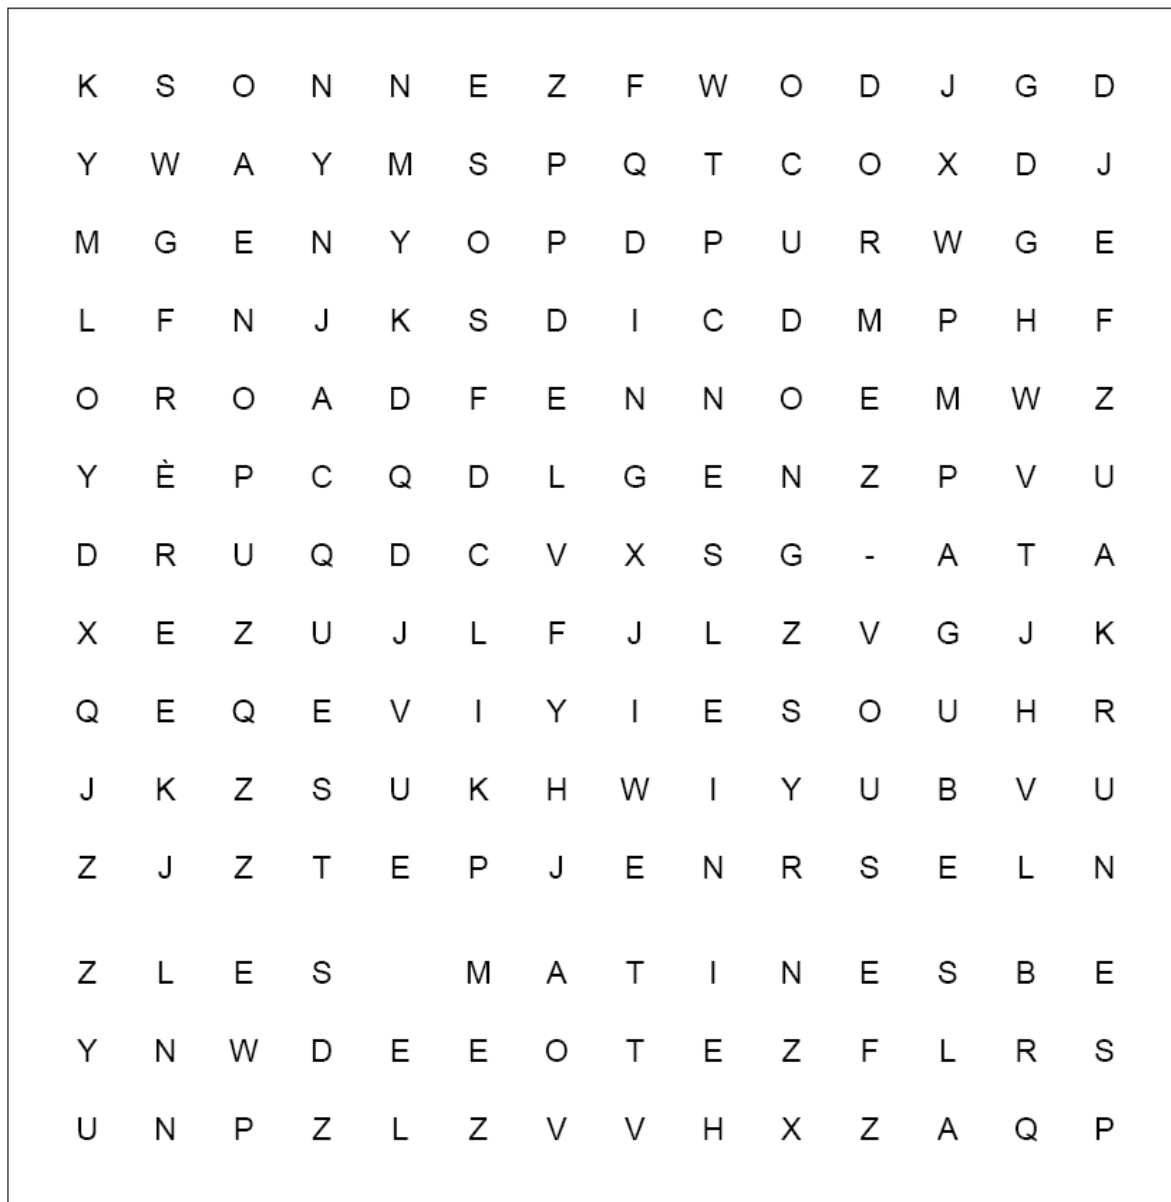 K S O N N E Z F W O D J G D
Y W A Y M S P Q T C O X D J
M G E N Y O P D P U R W G E
L F N J K S D I C D M P H F
O R O A D F E N N O E M W Z
Y È P C Q D L G E N Z P V U
D R U Q D C V X S G - A T A
X E Z U J L F J L Z V G J K
Q E Q E V I Y I E S O U H R
J K Z S U K H W I Y U B V U
Z J Z T E P J E N R S E L N
Z L E S M A T I N E S B E
Y N W D E E O T E Z F L R S
U N P Z L Z V V H X Z A Q P